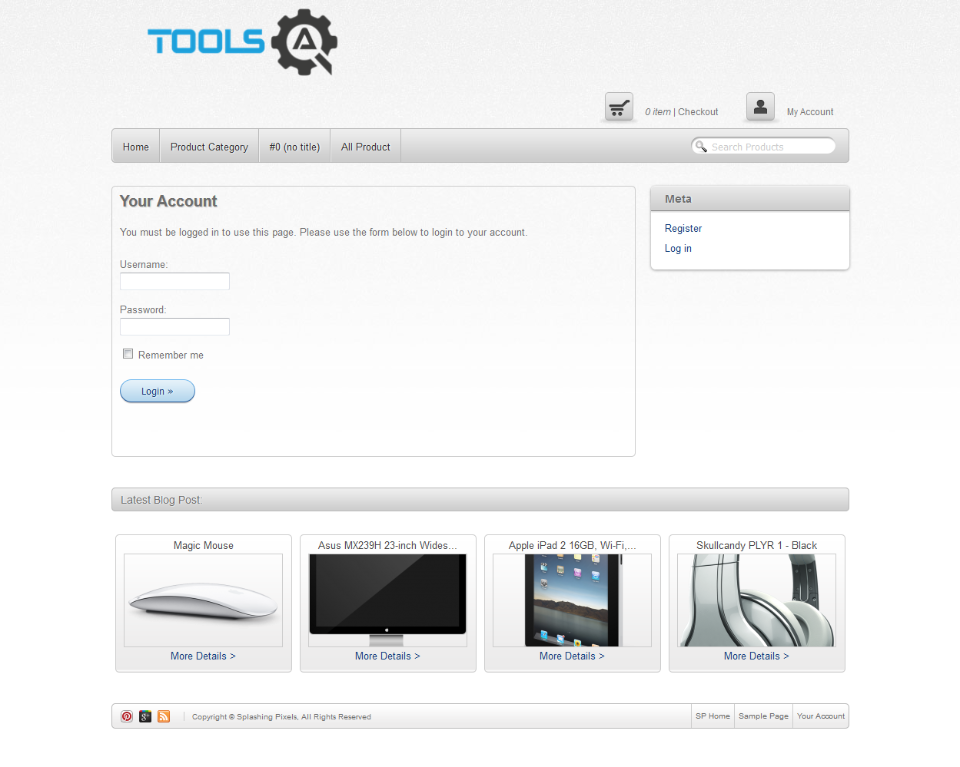 TOOLS QA
0 item | Checkout
My Account
Home
Product Category
#0 (no title)
All Product
Search Products
Your Account
You must be logged in to use this page. Please use the form below to login to your account.
Username:
Password:
Remember me
Login »
Meta
Register
Log in
Latest Blog Post:
Magic Mouse
Asus MX239H 23-inch Wides...
Apple iPad 2 16GB, Wi-Fi,...
Skullcandy PLYR 1 - Black
More Details >
More Details >
More Details >
More Details >
Copyright © Splashing Pixels. All Rights Reserved
SP Home
Sample Page
Your Account